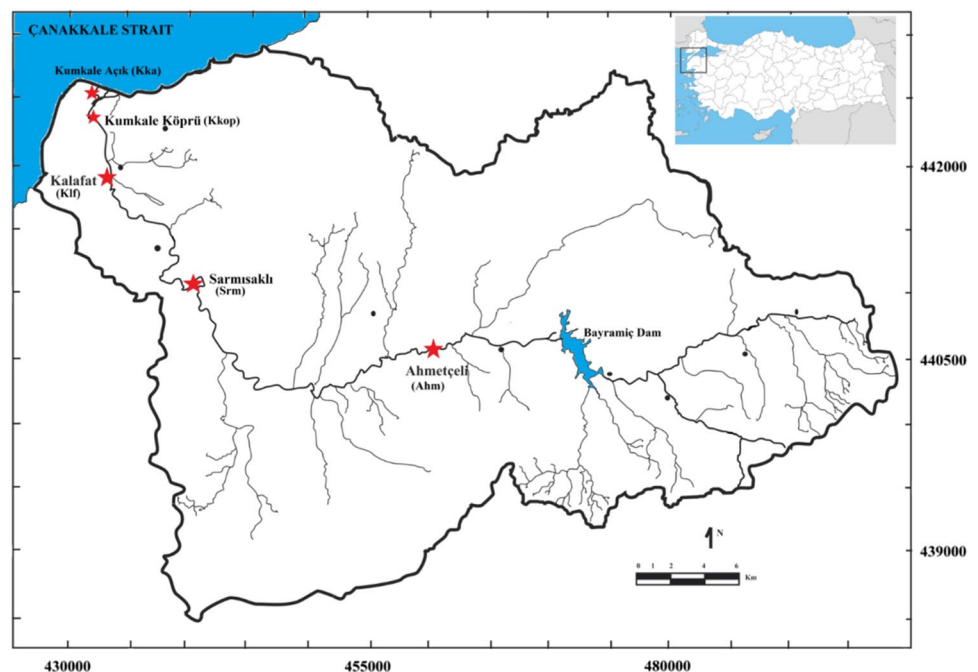 ÇANAKKALE STRAIT
Kumkale Açık (Kka)
Kumkale Köprü (Kkop)
Kalafat
(Klf)
442000
Sarmısaklı
(Srm)
Bayramiç Dam
Ahmetçeli
(Ahm)
440500
N
439000
0 1 2 4 6
Km
430000 455000 480000